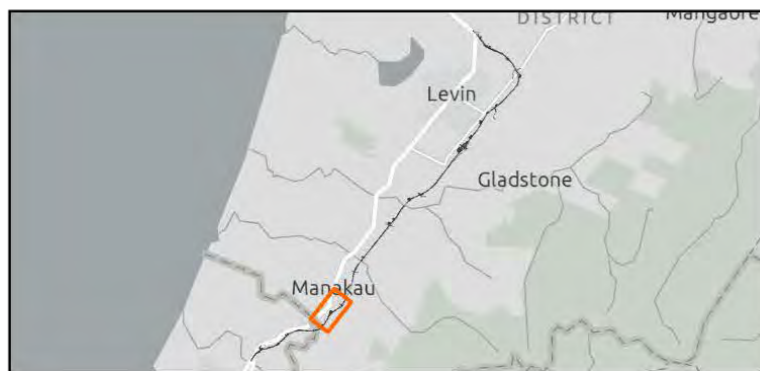 DISTRICT
Mangaore
Levin
Gladstone
Manakau